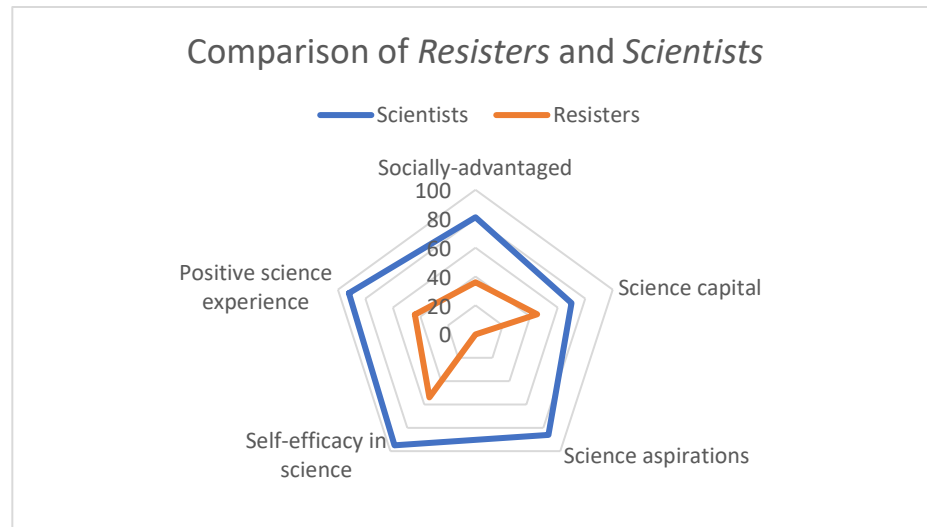 Comparison of Resisters and Scientists
Scientists Resisters
Socially-advantaged
100
80
60
40
20
0
Science capital
Science aspirations
Self-efficacy in
science
Positive science
experience